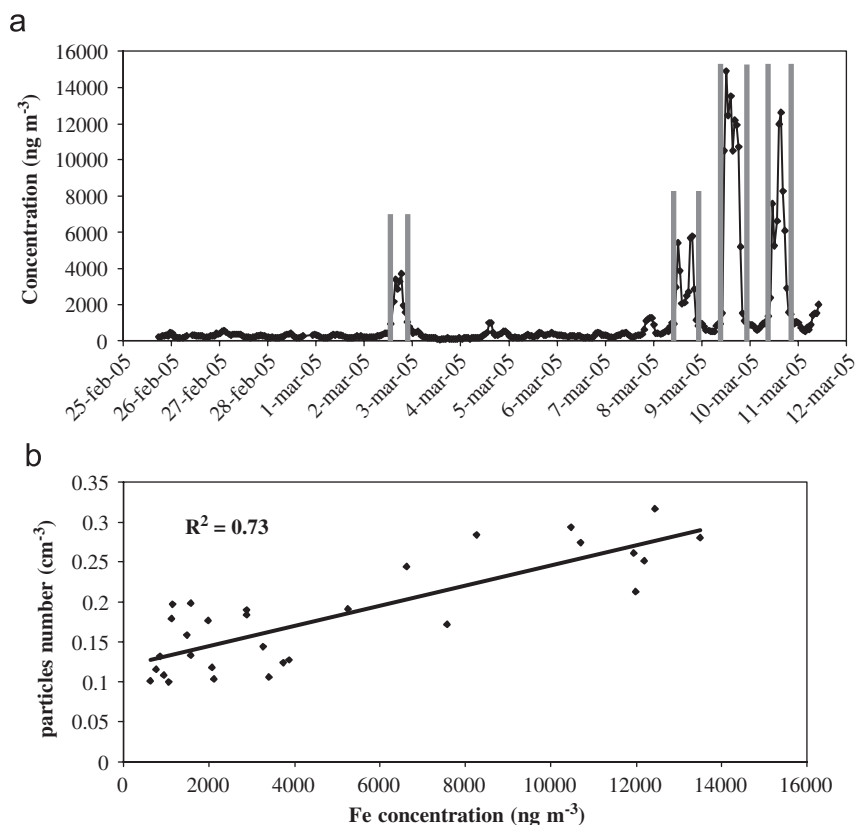 a
Concentration (ng m⁻³)
16000
14000
12000
10000
8000
6000
4000
2000
0
25-feb-05
26-feb-05
27-feb-05
28-feb-05
1-mar-05
2-mar-05
3-mar-05
4-mar-05
5-mar-05
6-mar-05
7-mar-05
8-mar-05
9-mar-05
10-mar-05
11-mar-05
12-mar-05
b
particles number (cm⁻³)
0.35
0.3
0.25
0.2
0.15
0.1
0.05
0
R² = 0.73
0 2000 4000 6000 8000 10000 12000 14000 16000
Fe concentration (ng m⁻³)